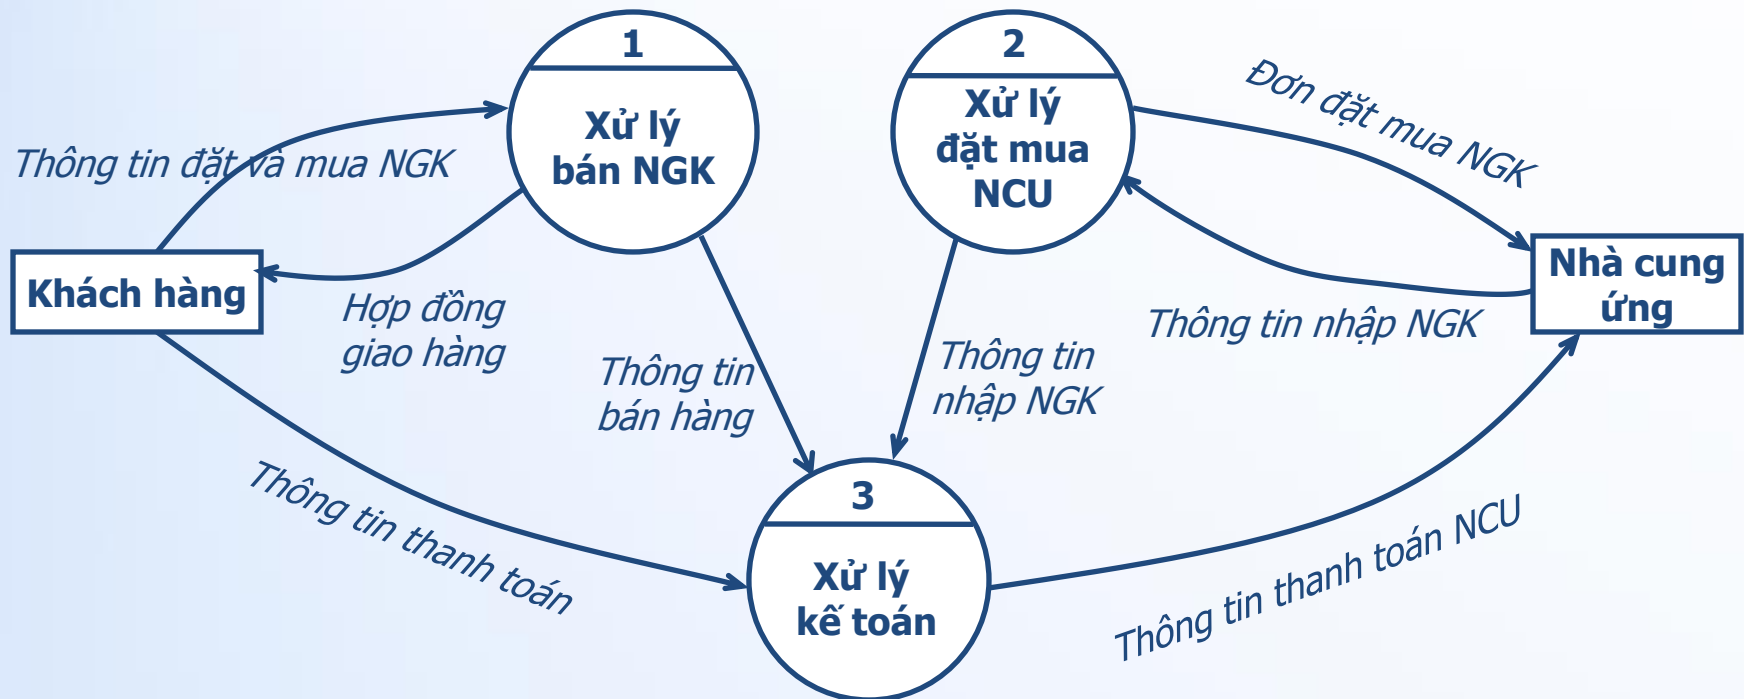 1
Xử lý
bán NGK
2
Xử lý
đặt mua
NCU
Đơn đặt mua NGK
Thông tin đặt và mua NGK
Khách hàng
Nhà cung
ứng
Hợp đồng
giao hàng
Thông tin nhập NGK
Thông tin
bán hàng
Thông tin
nhập NGK
Thông tin thanh toán
3
Xử lý
kế toán
Thông tin thanh toán NCU